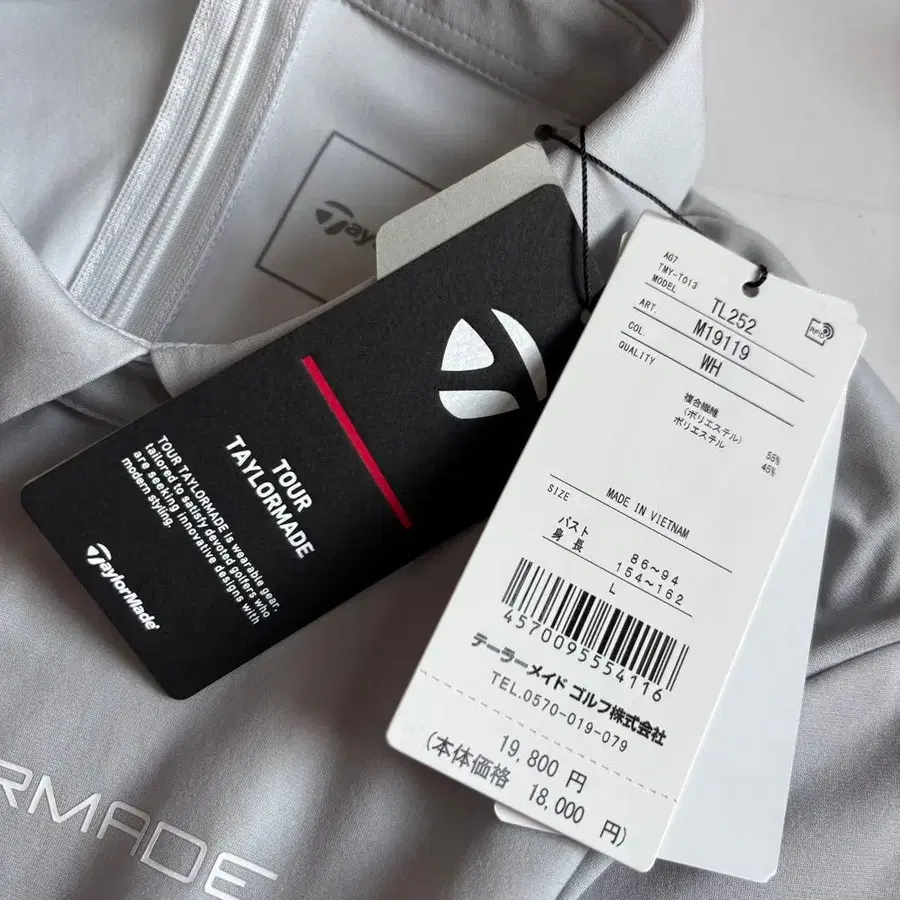 Tay
TOUR
TAYLORMADE
TOUR TAYLORMADE is wearable gear,
tailored to satisfy devoted golfers who
are seeking innovative designs with
modern styling.
TaylorMade
AG7
TMY-T013
MODEL TL252
ART. M19119
COL. WH
QUALITY
複合繊維
(ポリエステル) 55%
ポリエステル 45%
MADE IN VIETNAM
SIZE
バスト 86~94
身 長 154~162
L
4570095554116
テーラーメイド ゴルフ株式会社
TEL.0570-019-079
19,800 円
(本体価格 18,000 円)
RMADE